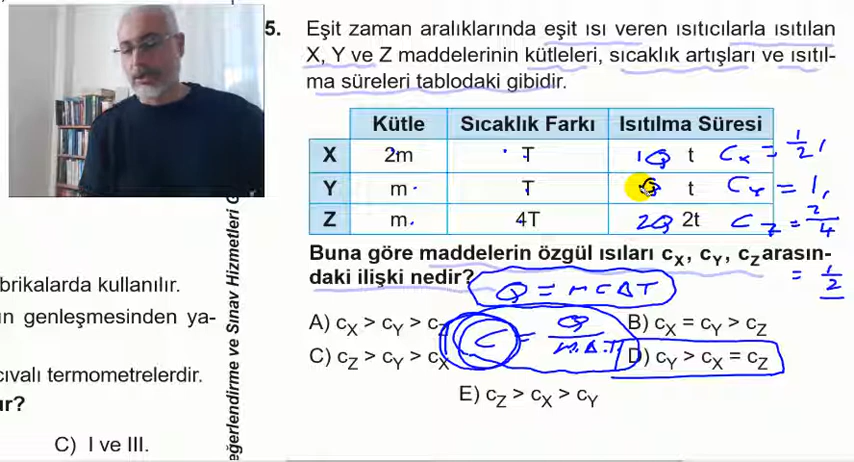 5. Eşit zaman aralıklarında eşit ısı veren ısıtıcılarla ısıtılan
X, Y ve Z maddelerinin kütleleri, sıcaklık artışları ve ısıtıl-
ma süreleri tablodaki gibidir.
Kütle Sıcaklık Farkı Isıtılma Süresi
X 2m T 1Q t Cx = 1/2,
Y m T Q t CY = 1,
Z m 4T 2Q 2t CZ = 2/4
= 1/2
Buna göre maddelerin özgül ısıları cX, cY, cZ arasın-
daki ilişki nedir?
Q = mcΔT
A) cX > cY > cZ
B) cX = cY > cZ
C = Q/m.Δ.T
C) cZ > cY > cX
D) cY > cX = cZ
E) cZ > cX > cY
brikalarda kullanılır.
ın genleşmesinden ya-
cıvalı termometrelerdir.
ır?
C) I ve III.
eğerlendirme ve Sınav Hizmetleri G